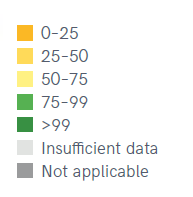 0-25
25-50
50-75
75-99
>99
Insufficient data
Not applicable